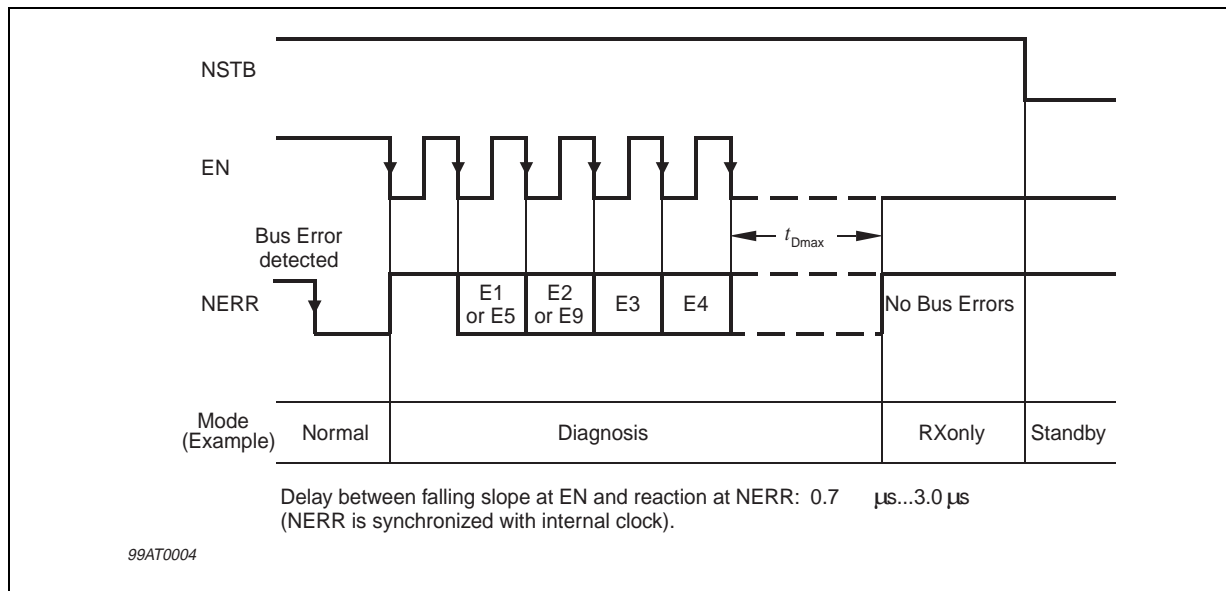 NSTB
EN
Bus Error
detected
t Dmax
NERR
E1
or E5
E2
or E9
E3
E4
No Bus Errors
Mode
(Example)
Normal
Diagnosis
RXonly
Standby
Delay between falling slope at EN and reaction at NERR: 0.7 µs...3.0 µs
(NERR is synchronized with internal clock).
99AT0004